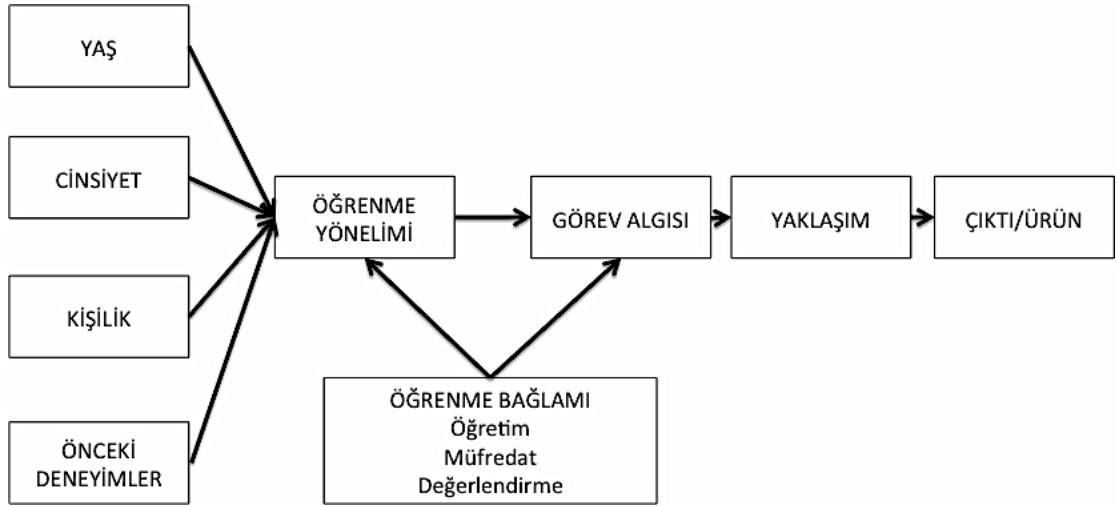 YAŞ
CİNSİYET
KİŞİLİK
ÖNCEKİ
DENEYİMLER
ÖĞRENME
YÖNELİMİ
GÖREV ALGISI
YAKLAŞIM
ÇIKTI/ÜRÜN
ÖĞRENME BAĞLAMI
Öğretim
Müfredat
Değerlendirme